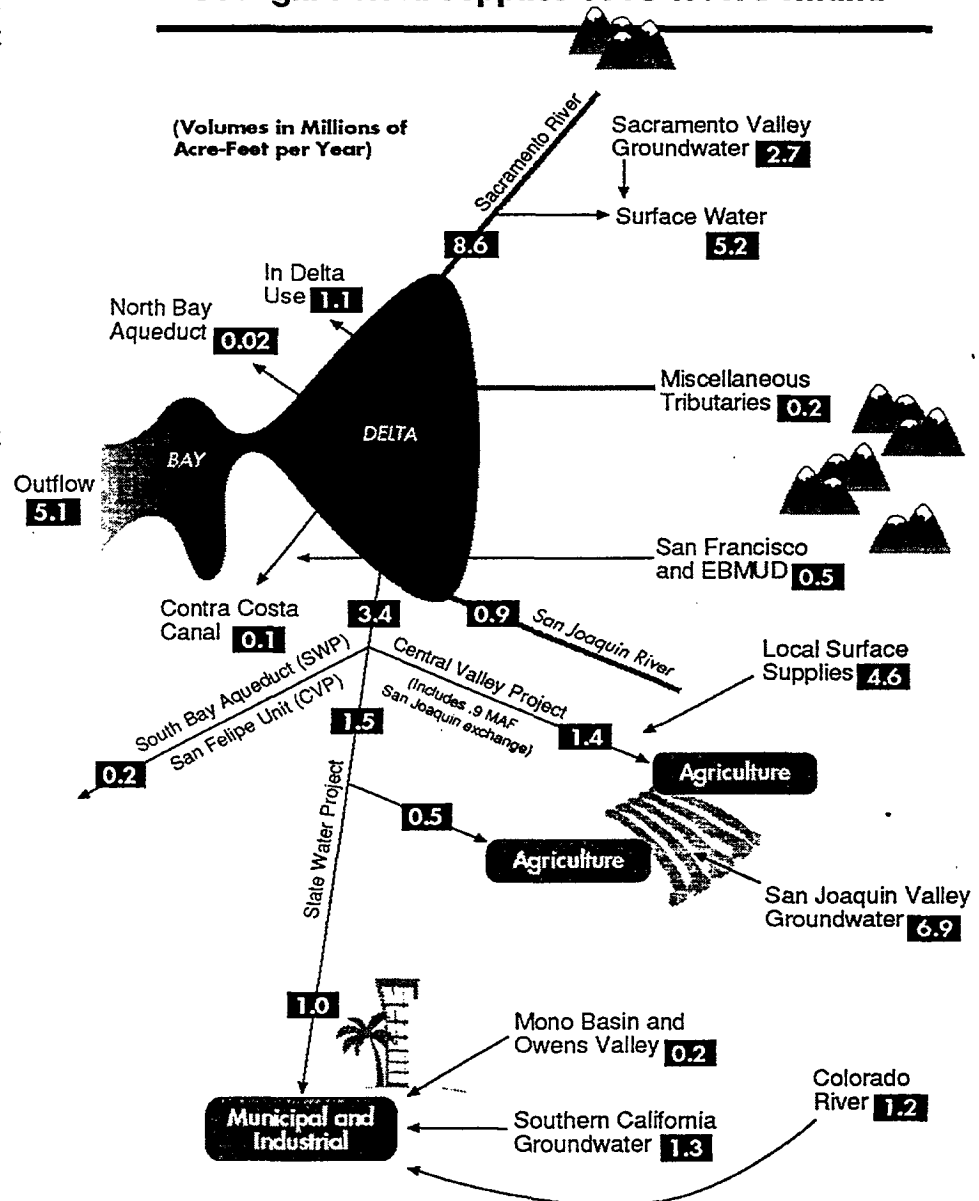 (Volumes in Millions of
Acre-Feet per Year)
Sacramento River
Sacramento Valley
Groundwater 2.7
Surface Water
5.2
8.6
In Delta
Use 1.1
North Bay
Aqueduct 0.02
Miscellaneous
Tributaries 0.2
DELTA
BAY
Outflow
5.1
San Francisco
and EBMUD 0.5
Contra Costa
Canal 0.1
3.4
0.9
San Joaquin River
Local Surface
Supplies 4.6
South Bay Aqueduct (SWP)
San Felipe Unit (CVP)
0.2
Central Valley Project
(Includes .9 MAF
San Joaquin exchange)
1.5
1.4
Agriculture
State Water Project
0.5
Agriculture
San Joaquin Valley
Groundwater 6.9
1.0
Mono Basin and
Owens Valley 0.2
Colorado
River 1.2
Municipal and
Industrial
Southern California
Groundwater 1.3